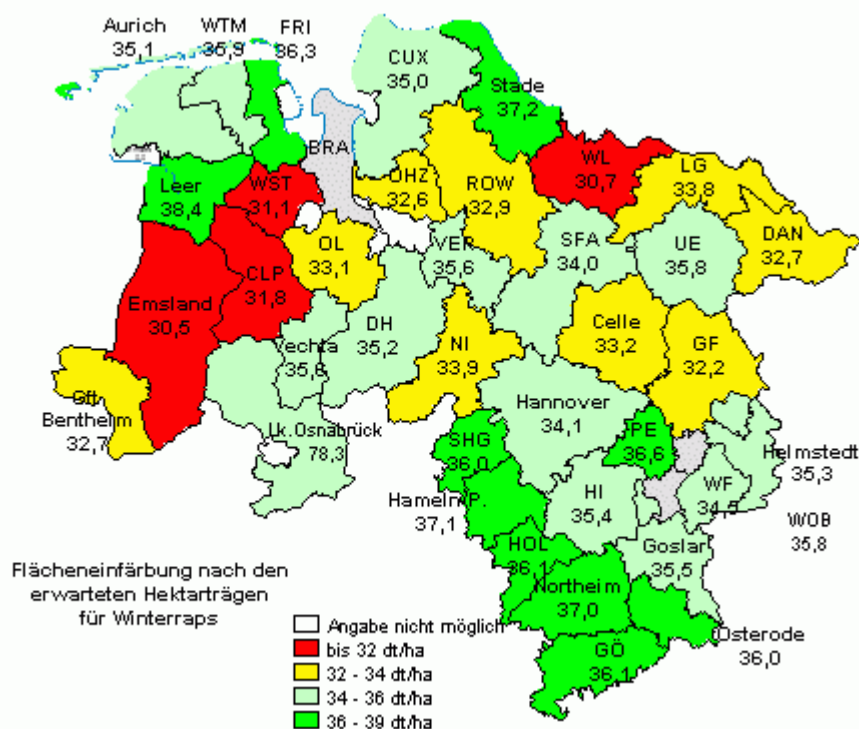 Aurich
35,1
WTM
35,9
FRI
36,3
CUX
35,0
Stade
37,2
BRA
WL
30,7
LG
33,8
Leer
38,4
WST
31,1
OHZ
32,6
ROW
32,9
DAN
32,7
OL
33,1
VER
35,6
SFA
34,0
UE
35,8
Emsland
30,5
CLP
31,8
DH
35,2
NI
33,9
Celle
33,2
GF
32,2
Vechta
35,6
Gft.
Bentheim
32,7
Lk.Osnabrück
78,3
Hannover
34,1
SHG
36,0
PE
36,6
Helmstedt
35,3
Hameln/P.
37,1
HI
35,4
WF
34,5
WOB
35,8
HOL
36,1
Goslar
35,5
Northeim
37,0
Osterode
36,0
GÖ
36,1
Flächeneinfärbung nach den
erwarteten Hektarträgen
für Winterraps
Angabe nicht möglich
bis 32 dt/ha
32 - 34 dt/ha
34 - 36 dt/ha
36 - 39 dt/ha